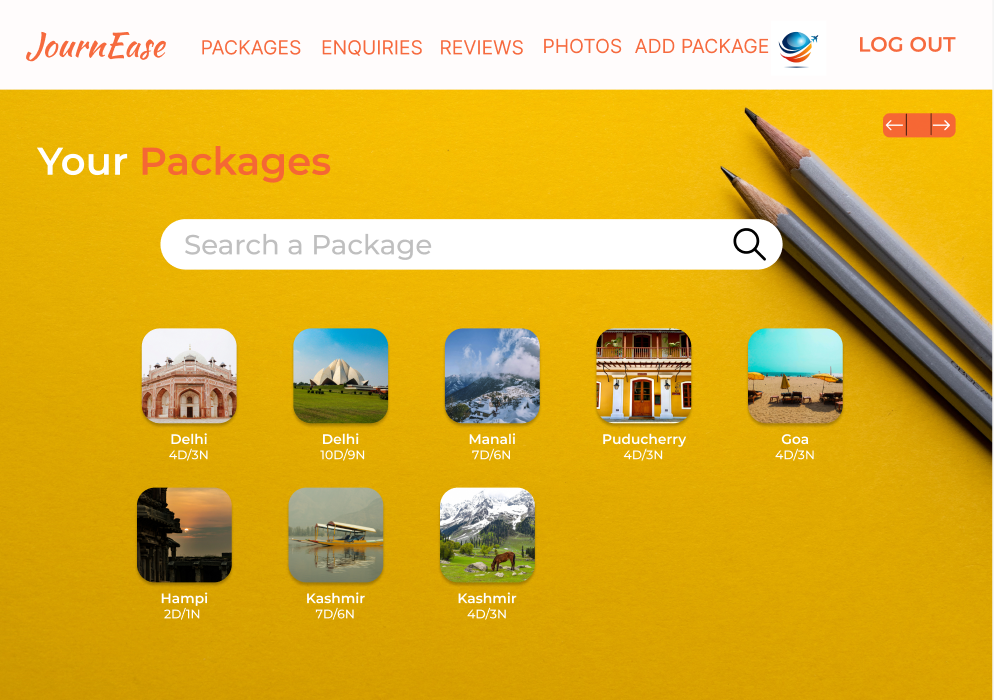 JournEase PACKAGES ENQUIRIES REVIEWS PHOTOS ADD PACKAGE LOG OUT
Your Packages
Search a Package
Delhi Delhi Manali Puducherry Goa
4D/3N 10D/9N 7D/6N 4D/3N 4D/3N
Hampi Kashmir Kashmir
2D/1N 7D/6N 4D/3N